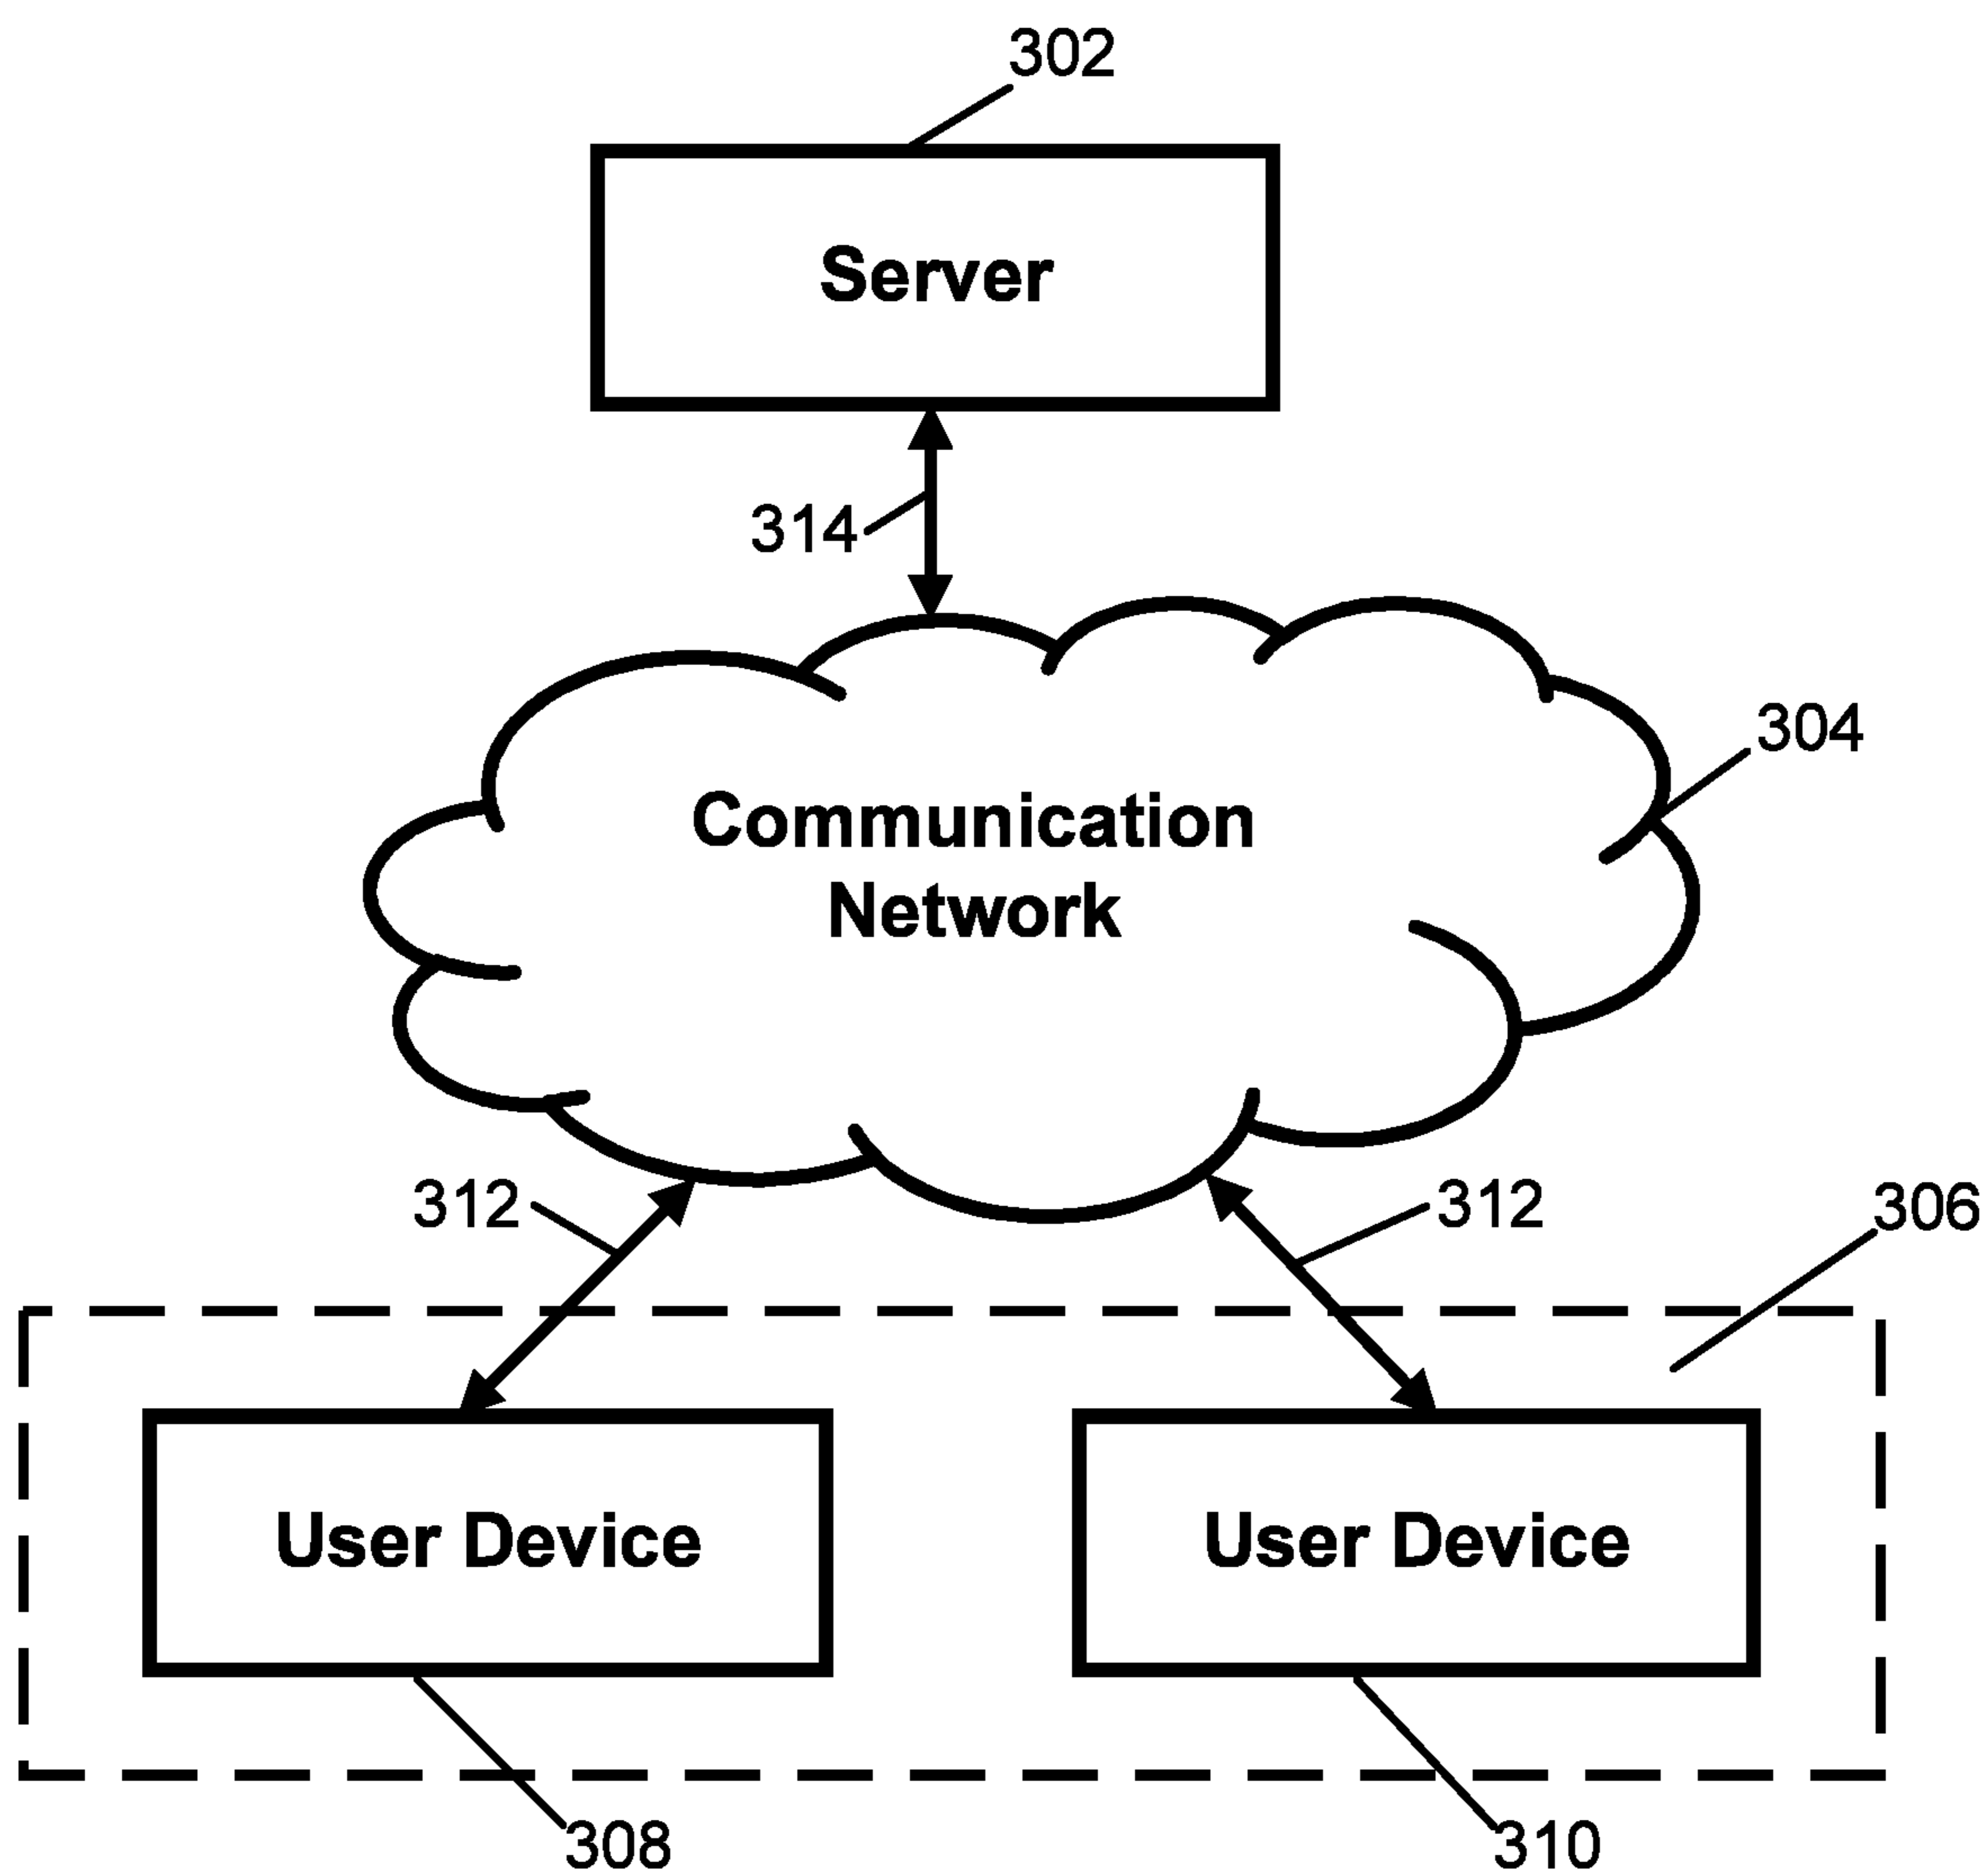 302
Server
314
304
Communication
Network
312
312
306
User Device
User Device
308
310